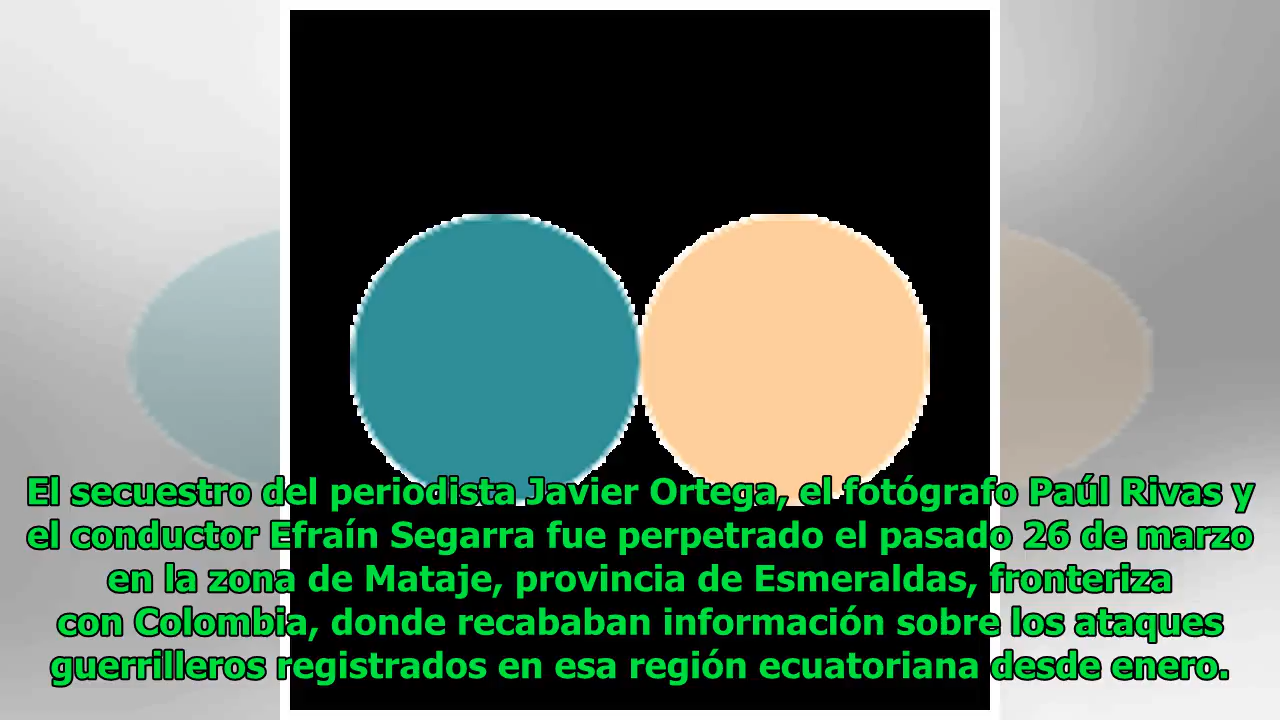 El secuestro del periodista Javier Ortega, el fotógrafo Paúl Rivas y
el conductor Efraín Segarra fue perpetrado el pasado 26 de marzo
en la zona de Mataje, provincia de Esmeraldas, fronteriza
con Colombia, donde recababan información sobre los ataques
guerrilleros registrados en esa región ecuatoriana desde enero.